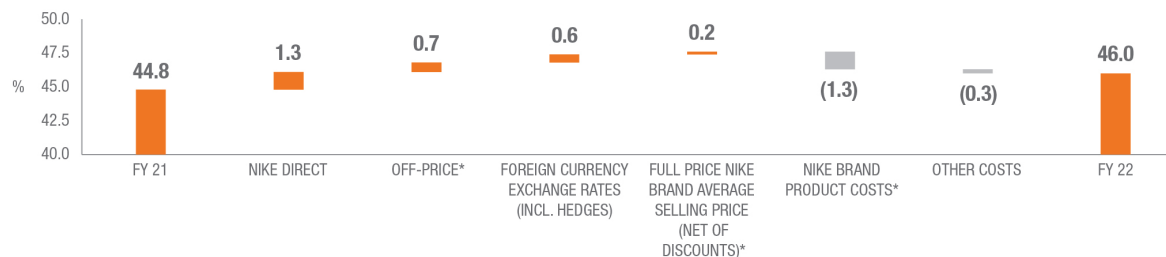 50.0
47.5
45.0
42.5
40.0
%
44.8
1.3
0.7
0.6
0.2
(1.3)
(0.3)
46.0
FY 21
NIKE DIRECT
OFF-PRICE*
FOREIGN CURRENCY
EXCHANGE RATES
(INCL. HEDGES)
FULL PRICE NIKE
BRAND AVERAGE
SELLING PRICE
(NET OF
DISCOUNTS)*
NIKE BRAND
PRODUCT COSTS*
OTHER COSTS
FY 22